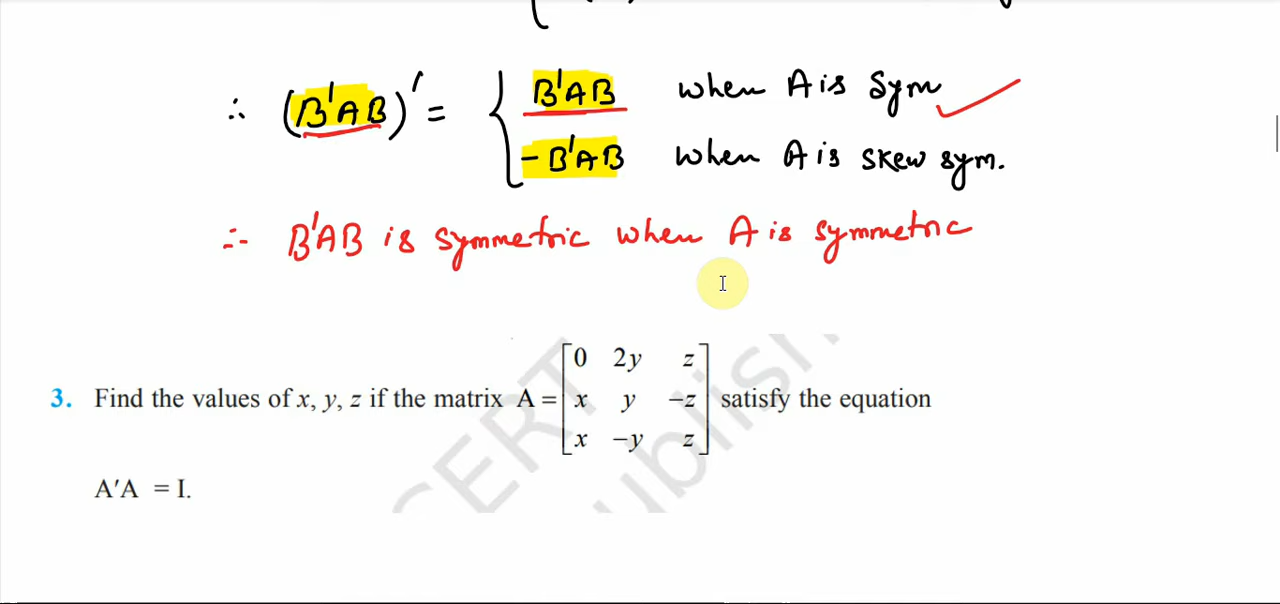 ∴ (B'AB)' = { B'AB when A is Sym ✓
- B'AB when A is skew sym.
∴ B'AB is symmetric when A is symmetric
0 2y z
3. Find the values of x, y, z if the matrix A = x y −z satisfy the equation
x −y z
A′A = I.